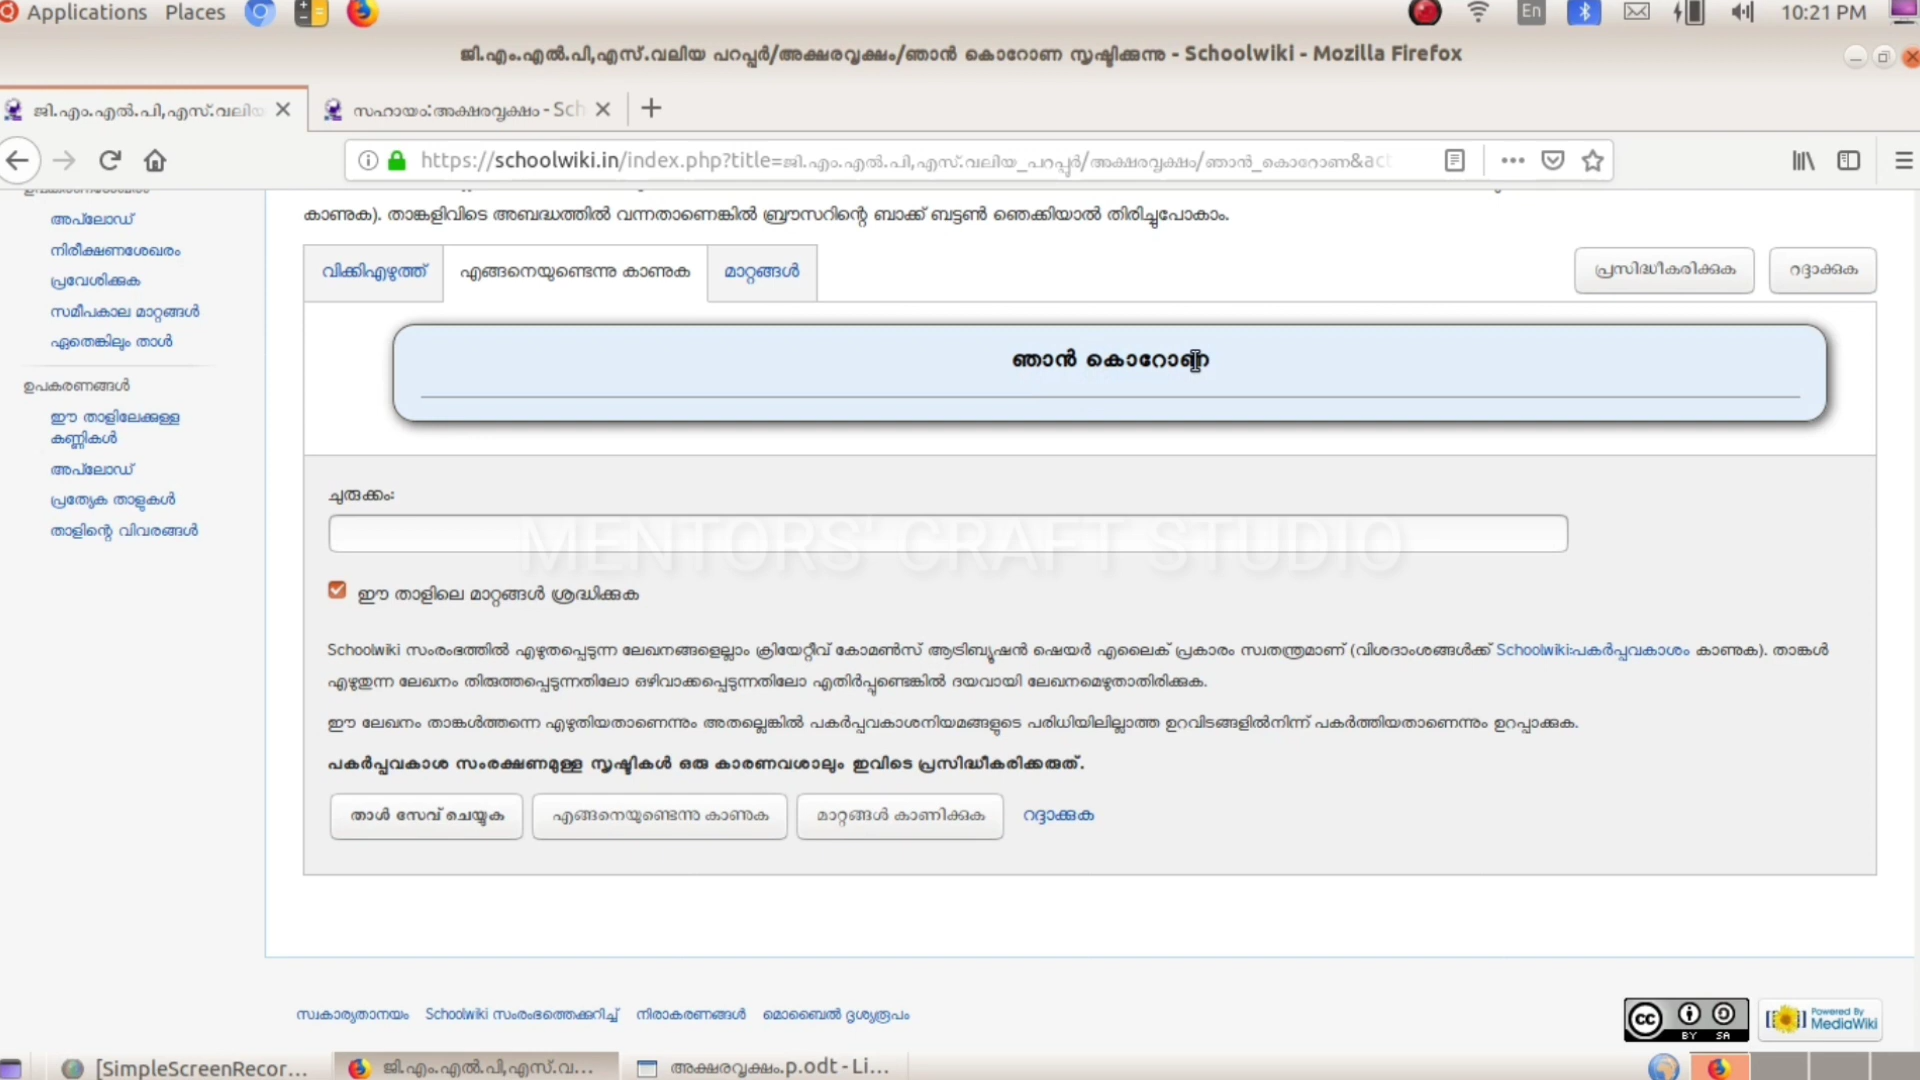 Applications Places En 10:21 PM
ജി.എം.എൽ.പി,എസ്.വലിയ പറപ്പൂർ/അക്ഷരവൃക്ഷം/ഞാൻ കൊറോണ സൃഷ്ടിക്കുന്നു - Schoolwiki - Mozilla Firefox
ജി.എം.എൽ.പി,എസ്.വലിയ സഹായം:അക്ഷരവൃക്ഷം - Sch
https://schoolwiki.in/index.php?title=ജി.എം.എൽ.പി,എസ്.വലിയ_പറപ്പൂർ/അക്ഷരവൃക്ഷം/ഞാൻ_കൊറോണ&act
കാണുക). താങ്കളിവിടെ അബദ്ധത്തിൽ വന്നതാണെങ്കിൽ ബ്രൗസറിന്റെ ബാക്ക് ബട്ടൺ ഞെക്കിയാൽ തിരിച്ചുപോകാം.
അപ്‌ലോഡ്
നിരീക്ഷണശേഖരം
പ്രവേശിക്കുക
സമീപകാല മാറ്റങ്ങൾ
ഏതെങ്കിലും താൾ
ഉപകരണങ്ങൾ
ഈ താളിലേക്കുള്ള
കണ്ണികൾ
അപ്‌ലോഡ്
പ്രത്യേക താളുകൾ
താളിന്റെ വിവരങ്ങൾ
വിക്കിഎഴുത്ത് എങ്ങനെയുണ്ടെന്നു കാണുക മാറ്റങ്ങൾ പ്രസിദ്ധീകരിക്കുക റദ്ദാക്കുക
ഞാൻ കൊറോണ
ചുരുക്കം:
MENTORS' CRAFT STUDIO
ഈ താളിലെ മാറ്റങ്ങൾ ശ്രദ്ധിക്കുക
Schoolwiki സംരംഭത്തിൽ എഴുതപ്പെടുന്ന ലേഖനങ്ങളെല്ലാം ക്രിയേറ്റീവ് കോമൺസ് ആട്രിബ്യൂഷൻ ഷെയർ എലൈക് പ്രകാരം സ്വതന്ത്രമാണ് (വിശദാംശങ്ങൾക്ക് Schoolwiki:പകർപ്പവകാശം കാണുക). താങ്കൾ
എഴുതുന്ന ലേഖനം തിരുത്തപ്പെടുന്നതിലോ ഒഴിവാക്കപ്പെടുന്നതിലോ എതിർപ്പുണ്ടെങ്കിൽ ദയവായി ലേഖനമെഴുതാതിരിക്കുക.
ഈ ലേഖനം താങ്കൾത്തന്നെ എഴുതിയതാണെന്നും അതല്ലെങ്കിൽ പകർപ്പവകാശനിയമങ്ങളുടെ പരിധിയിലില്ലാത്ത ഉറവിടങ്ങളിൽനിന്ന് പകർത്തിയതാണെന്നും ഉറപ്പാക്കുക.
പകർപ്പവകാശ സംരക്ഷണമുള്ള സൃഷ്ടികൾ ഒരു കാരണവശാലും ഇവിടെ പ്രസിദ്ധീകരിക്കരുത്.
താൾ സേവ് ചെയ്യുക എങ്ങനെയുണ്ടെന്നു കാണുക മാറ്റങ്ങൾ കാണിക്കുക റദ്ദാക്കുക
സ്വകാര്യതാനയം Schoolwiki സംരംഭത്തെക്കുറിച്ച് നിരാകരണങ്ങൾ മൊബൈൽ ദൃശ്യരൂപം
cc BY SA Powered By MediaWiki
[SimpleScreenRecor... ജി.എം.എൽ.പി,എസ്.വ... അക്ഷരവൃക്ഷം.p.odt - Li...